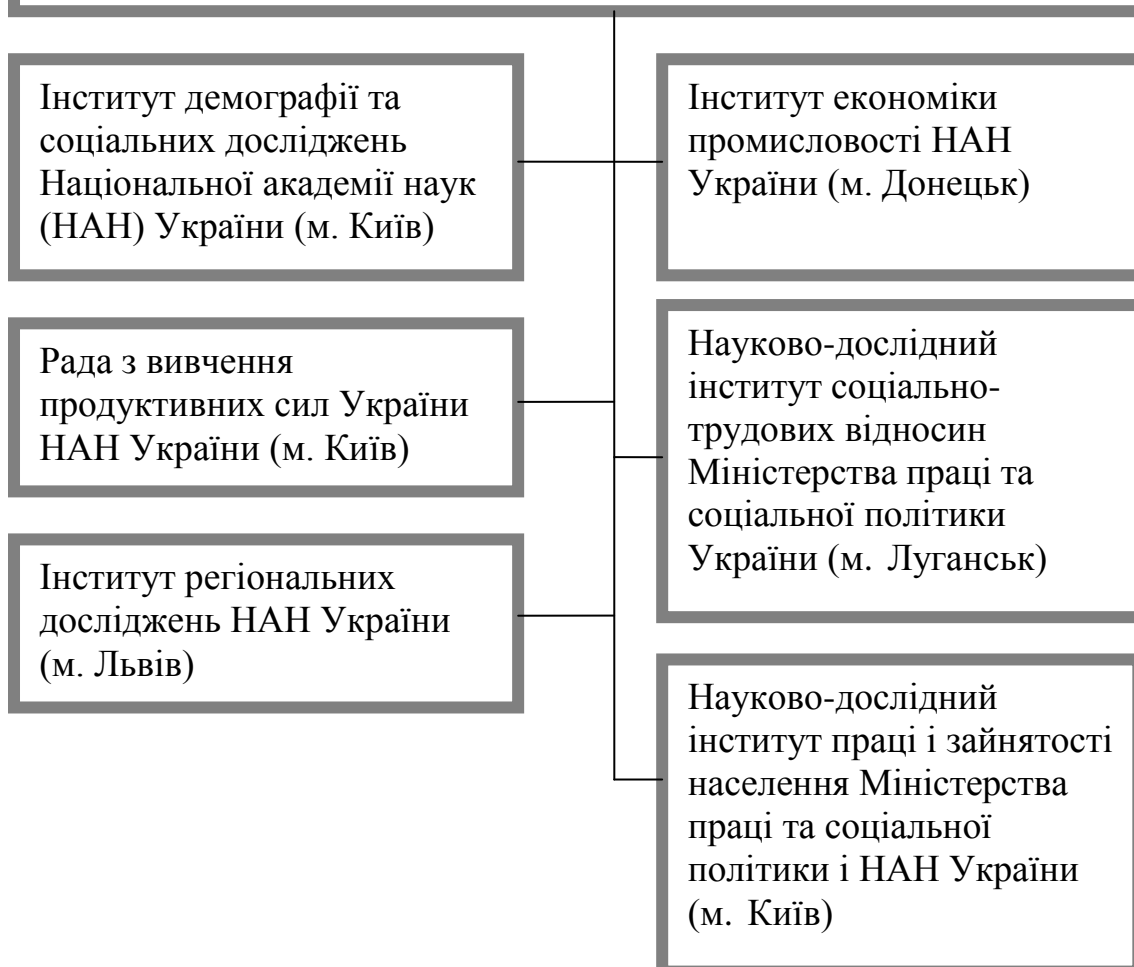 Інститут демографії та
соціальних досліджень
Національної академії наук
(НАН) України (м. Київ)
Інститут економіки
промисловості НАН
України (м. Донецьк)
Рада з вивчення
продуктивних сил України
НАН України (м. Київ)
Науково-дослідний
інститут соціально-
трудових відносин
Міністерства праці та
соціальної політики
України (м. Луганськ)
Інститут регіональних
досліджень НАН України
(м. Львів)
Науково-дослідний
інститут праці і зайнятості
населення Міністерства
праці та соціальної
політики і НАН України
(м. Київ)